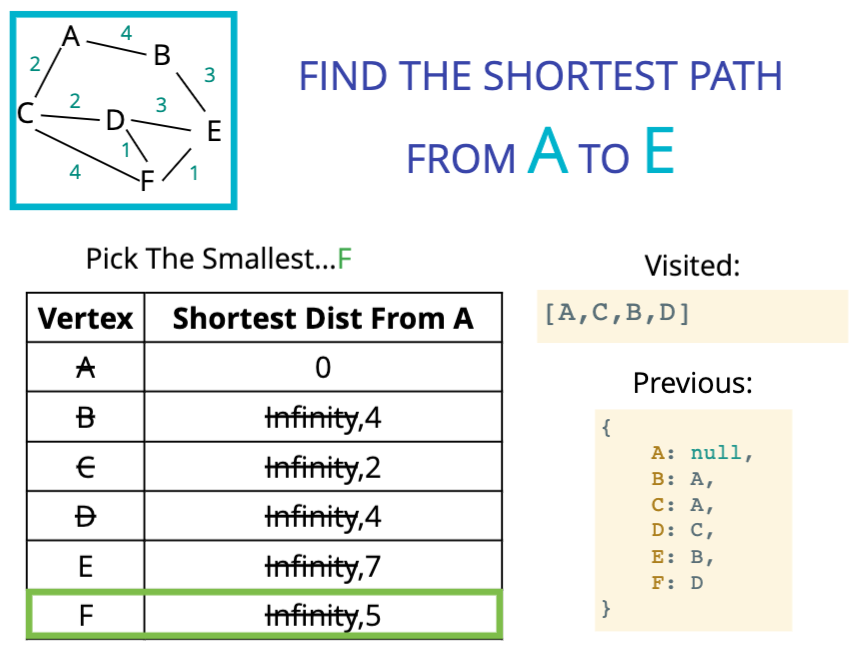 A 4 B
2 3
C 2 D 3 E
1
4 F 1
FIND THE SHORTEST PATH
FROM A TO E
Pick The Smallest...F
Vertex Shortest Dist From A
A 0
B Infinity,4
C Infinity,2
D Infinity,4
E Infinity,7
F Infinity,5
Visited:
[A,C,B,D]
Previous:
{
A: null,
B: A,
C: A,
D: C,
E: B,
F: D
}